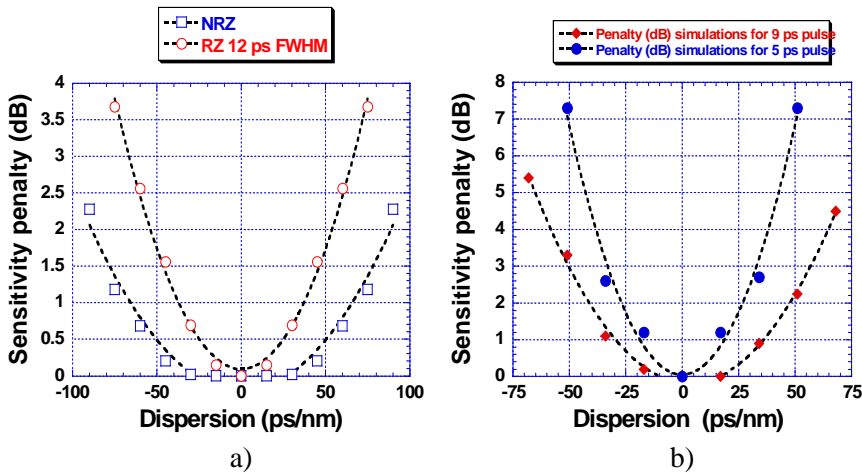 NRZ
RZ 12 ps FWHM
Sensitivity penalty (dB)
4
3.5
3
2.5
2
1.5
1
0.5
0
-100 -50 0 50 100
Dispersion (ps/nm)
a)
Penalty (dB) simulations for 9 ps pulse
Penalty (dB) simulations for 5 ps pulse
Sensitivity penalty (dB)
8
7
6
5
4
3
2
1
0
-75 -50 -25 0 25 50 75
Dispersion (ps/nm)
b)